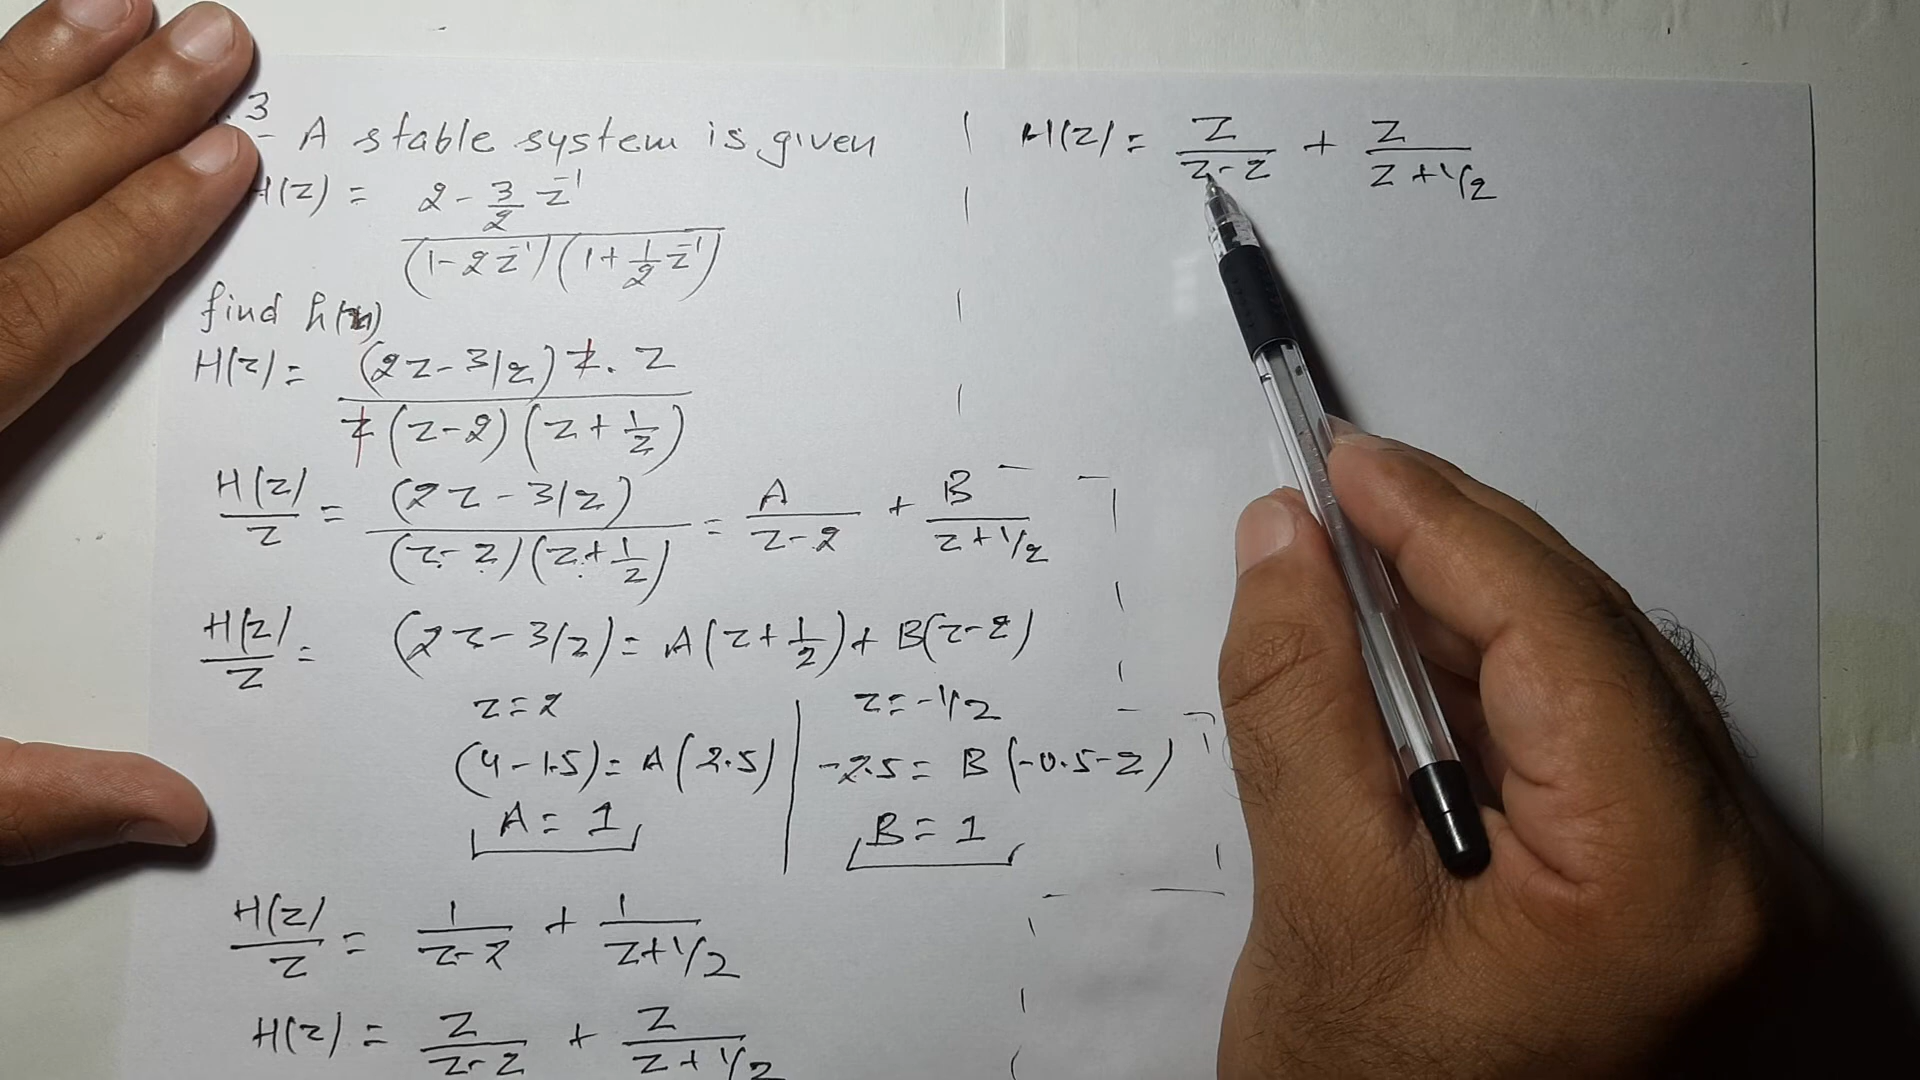 .3 A stable system is given
H(z) = (2 - 3/2 z^-1) / ((1-2z^-1)(1+1/2 z^-1))
find h(n)
H(z) = (2z-3/2) z. z / (z (z-2)(z+1/2))
H(z)/z = (2z-3/2) / ((z-2)(z+1/2)) = A/(z-2) + B/(z+1/2)
H(z)/z = (2z-3/2) = A(z+1/2) + B(z-2)
z=2
(4-1.5) = A(2.5)
A = 1
z=-1/2
-2.5 = B(-0.5-2)
B = 1
H(z)/z = 1/(z-2) + 1/(z+1/2)
H(z) = z/(z-2) + z/(z+1/2)
H(z) = z/(z-2) + z/(z+1/2)